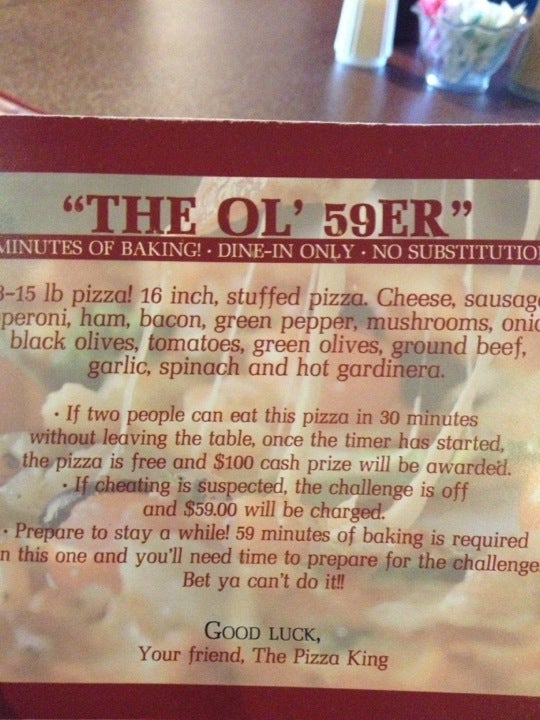 “THE OL’ 59ER”
MINUTES OF BAKING! · DINE-IN ONLY · NO SUBSTITUTIO
-15 lb pizza! 16 inch, stuffed pizza. Cheese, sausag
peroni, ham, bacon, green pepper, mushrooms, onio
black olives, tomatoes, green olives, ground beef,
garlic, spinach and hot gardinera.
· If two people can eat this pizza in 30 minutes
without leaving the table, once the timer has started,
the pizza is free and $100 cash prize will be awarded.
· If cheating is suspected, the challenge is off
and $59.00 will be charged.
· Prepare to stay a while! 59 minutes of baking is required
n this one and you'll need time to prepare for the challenge
Bet ya can't do it!!
GOOD LUCK,
Your friend, The Pizza King